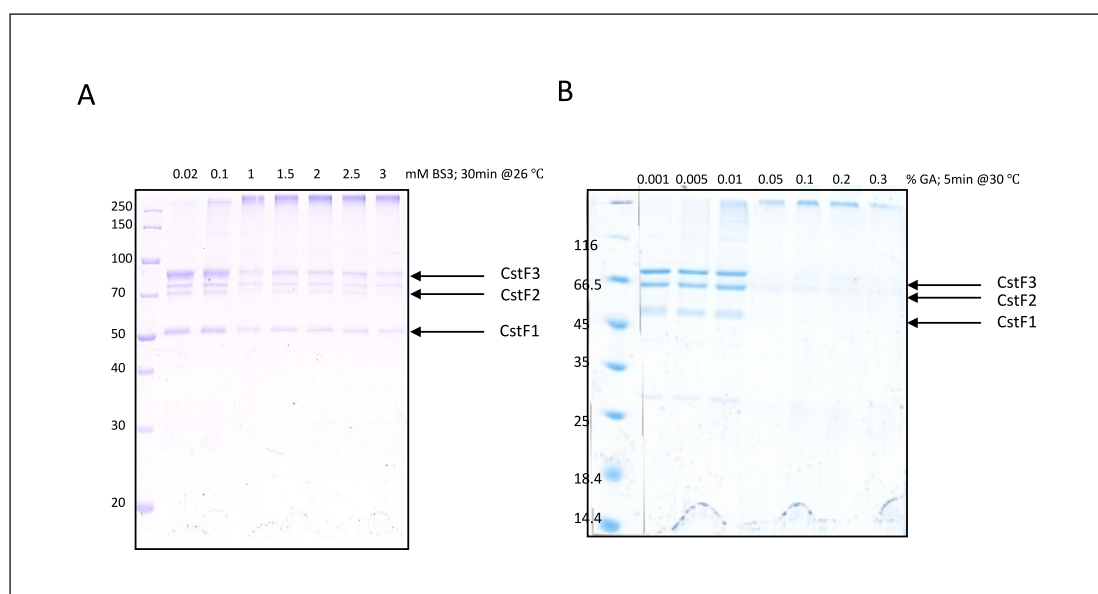 A
B
0.02 0.1 1 1.5 2 2.5 3 mM BS3; 30min @26 ℃
250
150
100
70
50
40
30
20
CstF3
CstF2
CstF1
0.001 0.005 0.01 0.05 0.1 0.2 0.3 % GA; 5min @30 ℃
116
66.5
45
35
25
18.4
14.4
CstF3
CstF2
CstF1